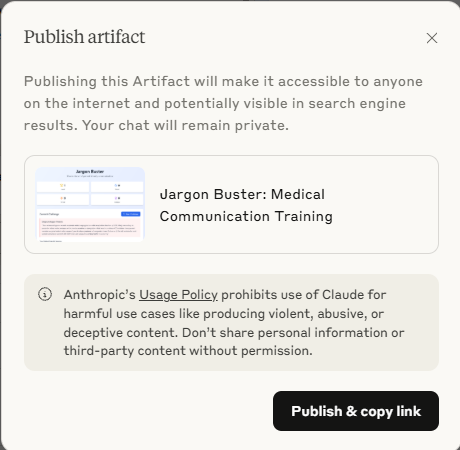 Publish artifact
Publishing this Artifact will make it accessible to anyone
on the internet and potentially visible in search engine
results. Your chat will remain private.
Jargon Buster
Jargon Buster: Medical
Communication Training
Anthropic's Usage Policy prohibits use of Claude for
harmful use cases like producing violent, abusive, or
deceptive content. Don't share personal information or
third-party content without permission.
Publish & copy link